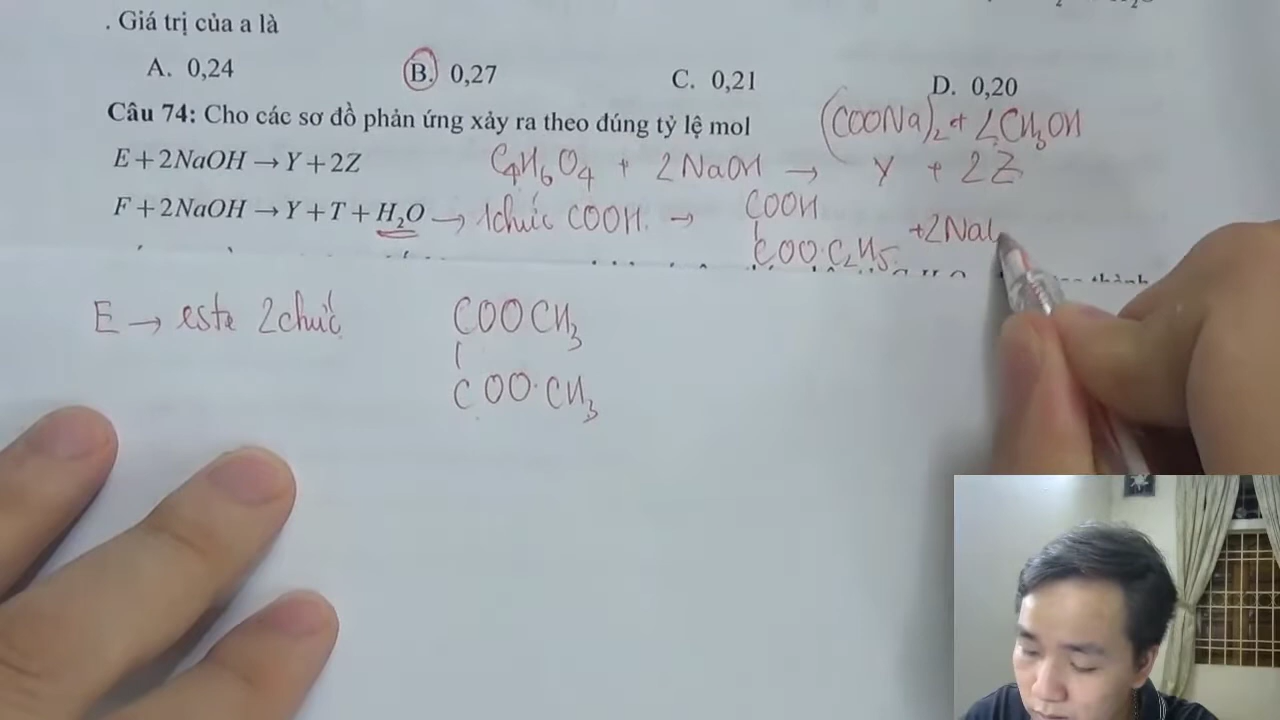 . Giá trị của a là
A. 0,24 B. 0,27 C. 0,21 D. 0,20
Câu 74: Cho các sơ đồ phản ứng xảy ra theo đúng tỷ lệ mol
(COONa)₂ + 2CH₃OH
E + 2NaOH → Y + 2Z C₄H₆O₄ + 2NaOH → Y + 2Z
F + 2NaOH → Y + T + H₂O → 1chức COOH. → COOH
COO·C₂H₅. +2Na
E → este 2chức COOCH₃
COO·CH₃